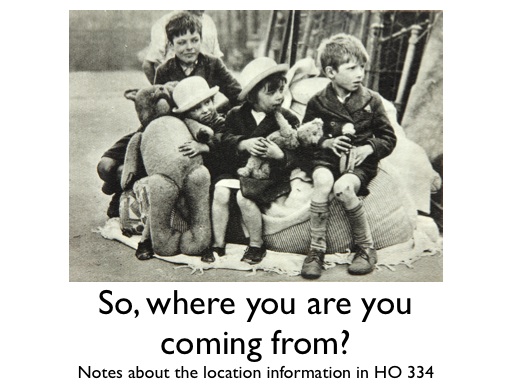 So, where you are you
coming from?
Notes about the location information in HO 334